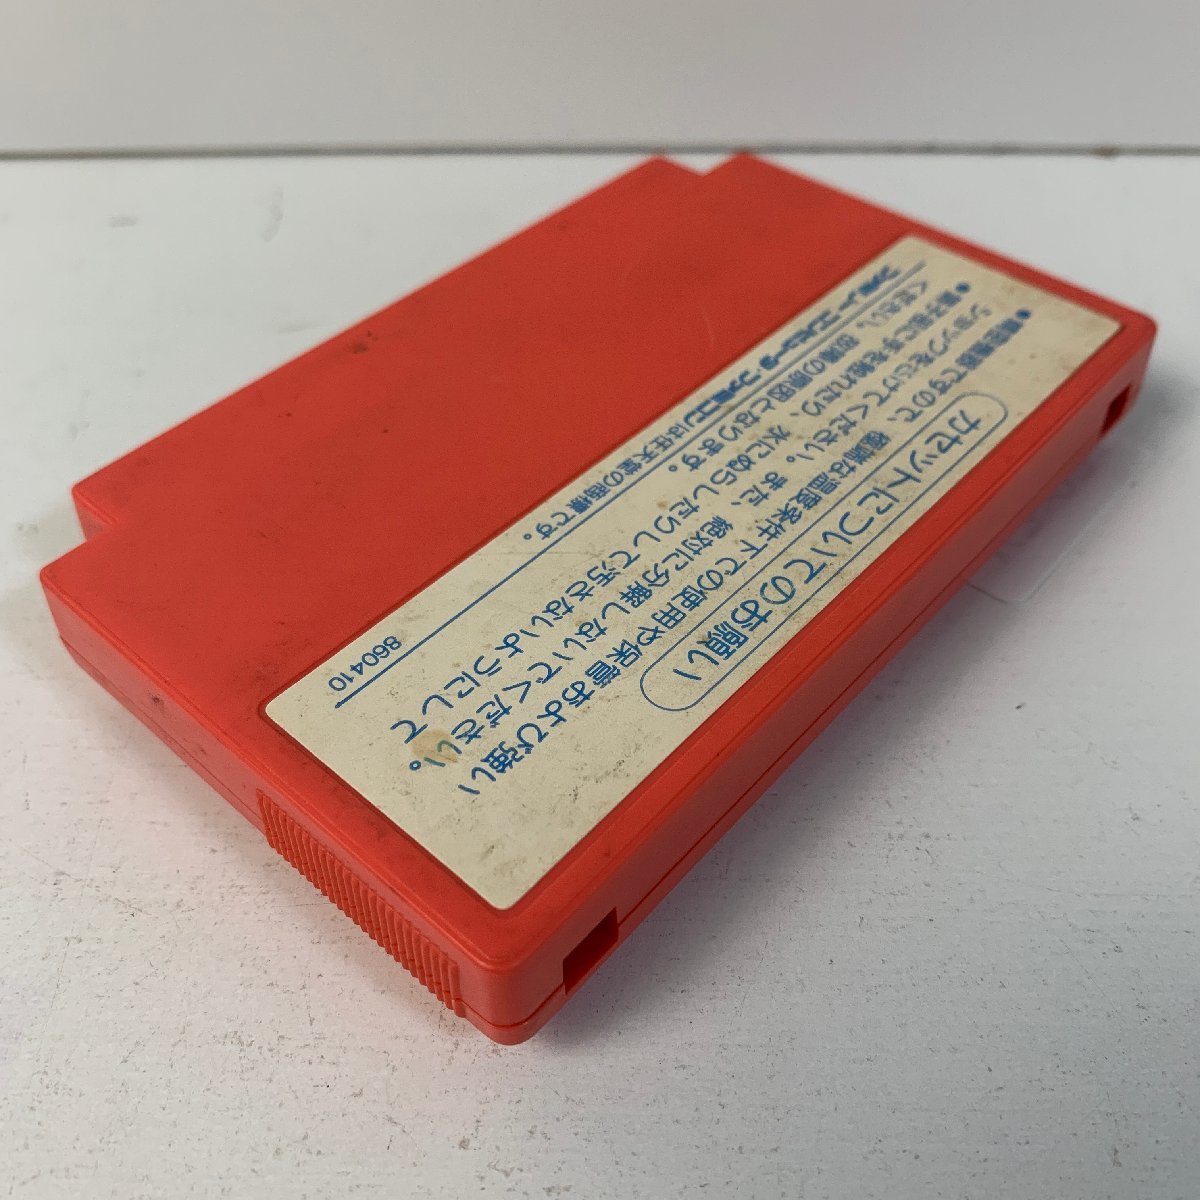 カセットについてのお願い
●精密機器ですので、極端な温度条件下での使用や保管および強い
ショックをさけてください。また、絶対に分解しないでください。
●端子部に手を触れたり、水にぬらしたりして汚さないようにして
ください。故障の原因となります。
ファミリーコンピュータ・ファミコンは任天堂の商標です。
860410